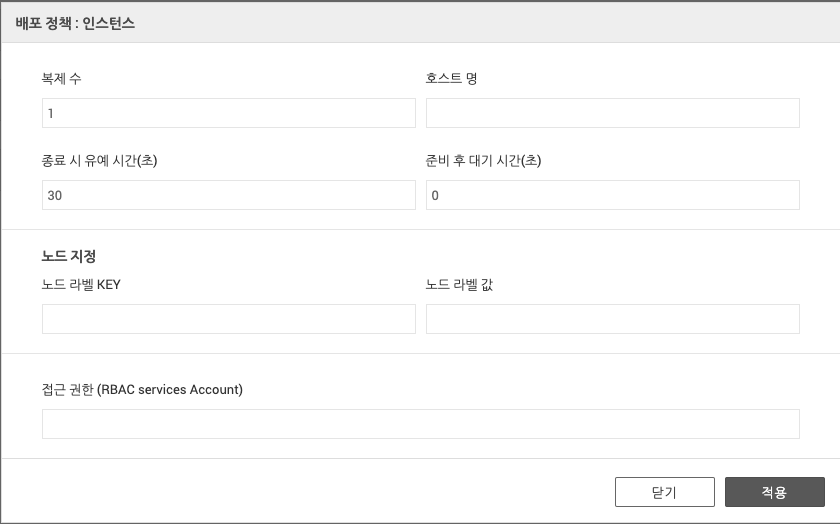 배포 정책 : 인스턴스
복제 수
호스트 명
1
종료 시 유예 시간(초)
준비 후 대기 시간(초)
30
0
노드 지정
노드 라벨 KEY
노드 라벨 값
접근 권한 (RBAC services Account)
닫기
적용